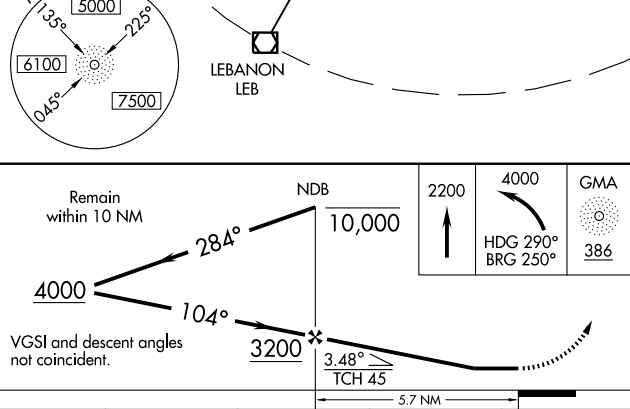 5000
135°
225°
6100
045°
7500
LEBANON
LEB
Remain
within 10 NM
NDB
10,000
284°
4000
104°
3200
3.48°
TCH 45
VGSI and descent angles
not coincident.
2200
4000
HDG 290°
BRG 250°
GMA
386
5.7 NM